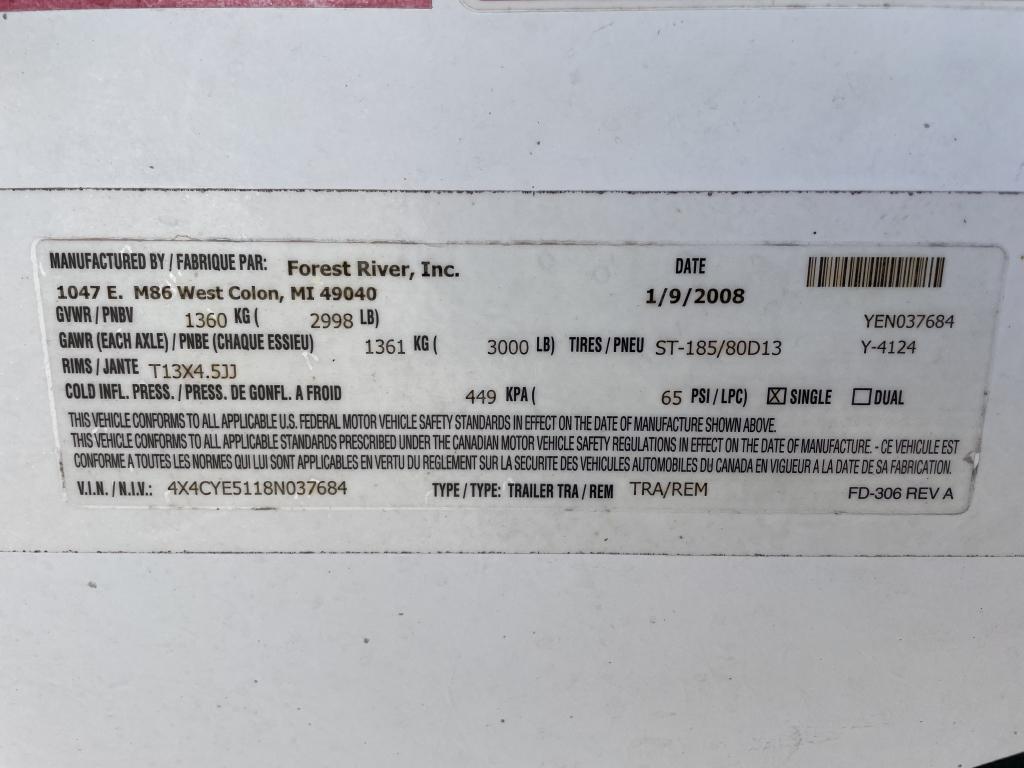 MANUFACTURED BY / FABRIQUE PAR: Forest River, Inc. DATE
1047 E. M86 West Colon, MI 49040 1/9/2008
GVWR / PNBV 1360 KG ( 2998 LB) YEN037684
GAWR (EACH AXLE) / PNBE (CHAQUE ESSIEU) 1361 KG ( 3000 LB) TIRES / PNEU ST-185/80D13 Y-4124
RIMS / JANTE T13X4.5JJ
COLD INFL. PRESS. / PRESS. DE GONFL. A FROID 449 KPA ( 65 PSI / LPC) ☒ SINGLE ☐ DUAL
THIS VEHICLE CONFORMS TO ALL APPLICABLE U.S. FEDERAL MOTOR VEHICLE SAFETY STANDARDS IN EFFECT ON THE DATE OF MANUFACTURE SHOWN ABOVE.
THIS VEHICLE CONFORMS TO ALL APPLICABLE STANDARDS PRESCRIBED UNDER THE CANADIAN MOTOR VEHICLE SAFETY REGULATIONS IN EFFECT ON THE DATE OF MANUFACTURE. - CE VEHICULE EST
CONFORME A TOUTES LES NORMES QUI LUI SONT APPLICABLES EN VERTU DU REGLEMENT SUR LA SECURITE DES VEHICULES AUTOMOBILES DU CANADA EN VIGUEUR A LA DATE DE SA FABRICATION.
V.I.N. / N.I.V.: 4X4CYE5118N037684 TYPE / TYPE: TRAILER TRA / REM TRA/REM FD-306 REV A